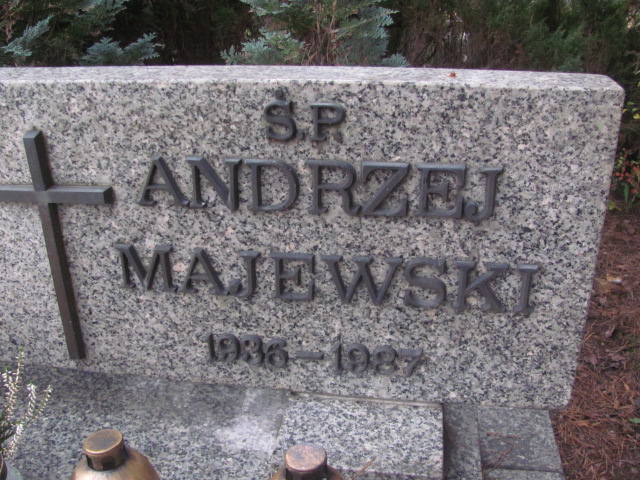 Ś.P.
ANDRZEJ
MAJEWSKI
1936-1987